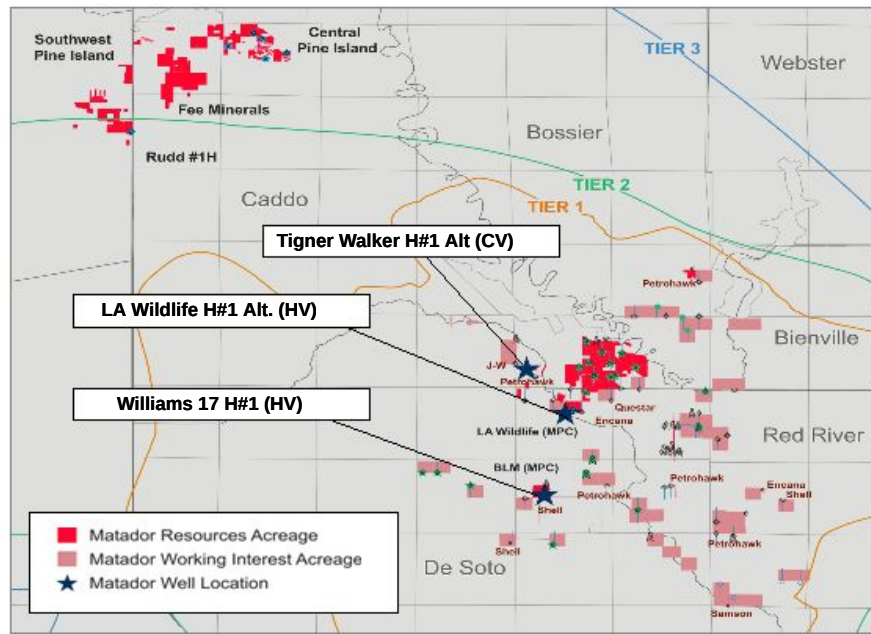 Southwest
Pine Island
Central
Pine Island
TIER 3
Webster
Fee Minerals
Bossier
Rudd #1H
TIER 2
Caddo
TIER 1
Tigner Walker H#1 Alt (CV)
Petrohawk
LA Wildlife H#1 Alt. (HV)
Bienville
J-W
Petrohawk
Williams 17 H#1 (HV)
Questar
Encana
LA Wildlife (MPC)
Red River
BLM (MPC)
Petrohawk
Petrohawk
Encana
Shell
Shell
Matador Resources Acreage
Petrohawk
Matador Working Interest Acreage
Shell
De Soto
Matador Well Location
Samson